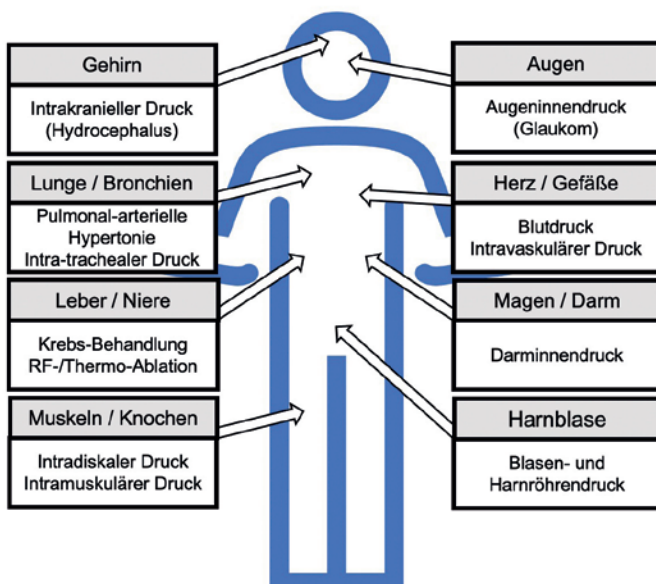 Gehirn
Intrakranieller Druck
(Hydrocephalus)
Lunge / Bronchien
Pulmonal-arterielle
Hypertonie
Intra-trachealer Druck
Leber / Niere
Krebs-Behandlung
RF-/Thermo-Ablation
Muskeln / Knochen
Intradiskaler Druck
Intramuskulärer Druck
Augen
Augeninnendruck
(Glaukom)
Herz / Gefäße
Blutdruck
Intravaskulärer Druck
Magen / Darm
Darminnendruck
Harnblase
Blasen- und
Harnröhrendruck